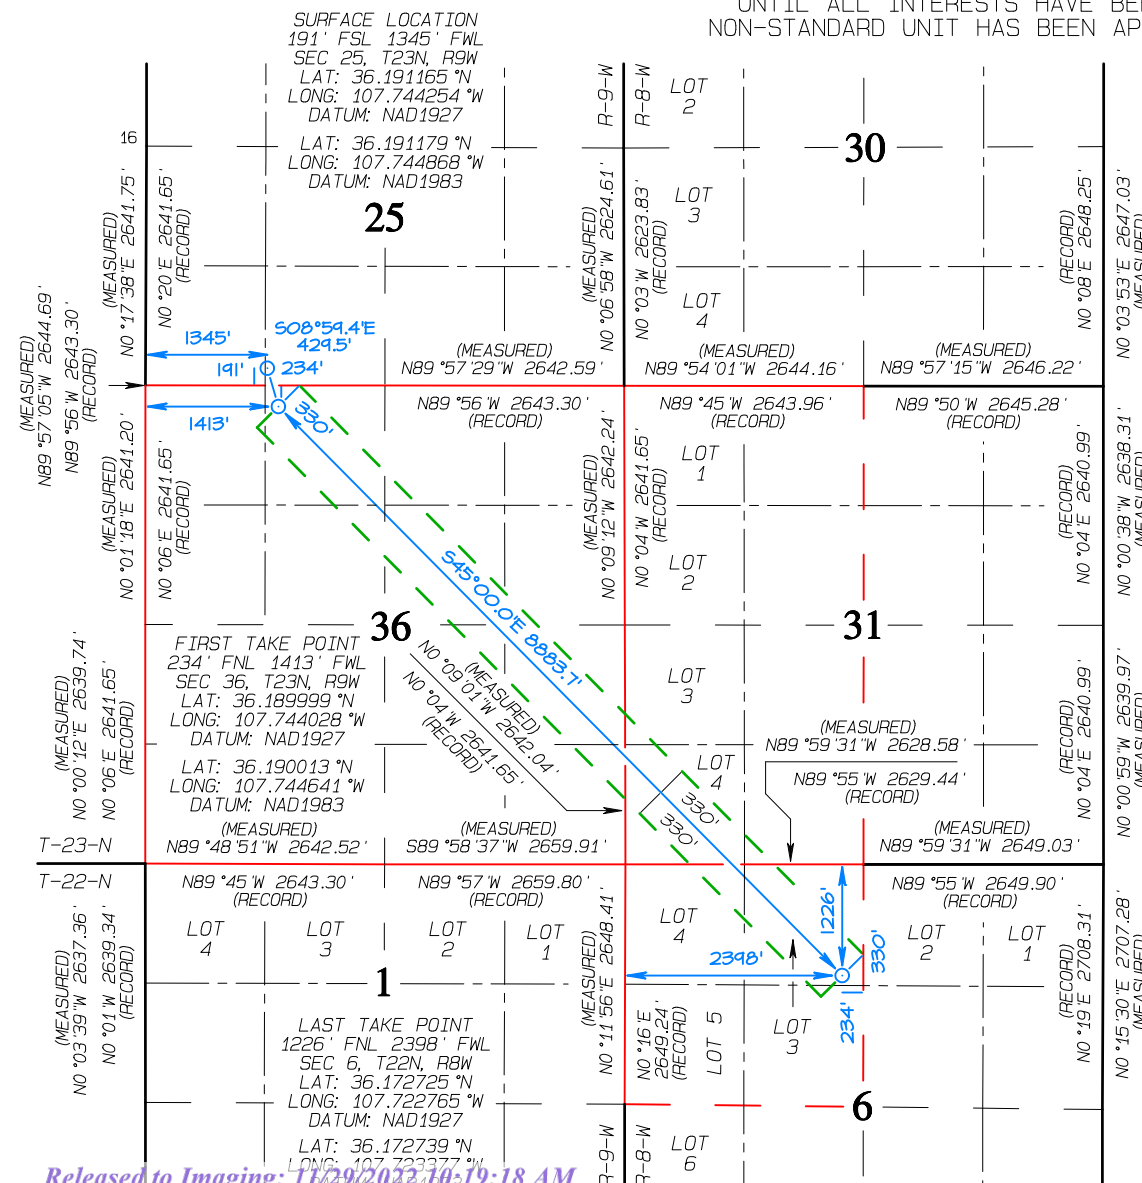 UNTIL ALL INTERESTS HAVE BE
NON-STANDARD UNIT HAS BEEN AP
SURFACE LOCATION
191' FSL 1345' FWL
SEC 25, T23N, R9W
LAT: 36.191165 °N
LONG: 107.744254 °W
DATUM: NAD1927
LAT: 36.191179 °N
LONG: 107.744868 °W
DATUM: NAD1983
16
25
R-9-W
R-8-W
LOT
2
30
LOT
3
LOT
4
(MEASURED)
N0 °17'38"E 2641.75'
N0 °20'E 2641.65'
(RECORD)
(MEASURED)
N0 °06'58"W 2624.61'
N0 °03'W 2623.83'
(RECORD)
(RECORD)
N0 °08'E 2648.25'
N0 °03'53"E 2647.03'
(MEASURED)
(MEASURED)
N89 °57'05"W 2644.69'
N89 °56'W 2643.30'
(RECORD)
1345'
S08°59.4'E
429.5'
191'
234'
1413'
330'
(MEASURED)
N89 °57'29"W 2642.59'
(MEASURED)
N89 °54'01"W 2644.16'
(MEASURED)
N89 °57'15"W 2646.22'
N89 °56'W 2643.30'
(RECORD)
N89 °45'W 2643.96'
(RECORD)
N89 °50'W 2645.28'
(RECORD)
(MEASURED)
N0 °01'18"E 2641.20'
N0 °06'E 2641.65'
(RECORD)
(MEASURED)
N0 °09'12"W 2642.24'
N0 °04'W 2641.65'
(RECORD)
LOT
1
LOT
2
(RECORD)
N0 °04'E 2640.99'
N0 °00'38"W 2638.31'
(MEASURED)
S45°00.0'E 8883.7'
36
31
FIRST TAKE POINT
234' FNL 1413' FWL
SEC 36, T23N, R9W
LAT: 36.189999 °N
LONG: 107.744028 °W
DATUM: NAD1927
LAT: 36.190013 °N
LONG: 107.744641 °W
DATUM: NAD1983
(MEASURED)
N0 °00'12"E 2639.74'
N0 °06'E 2641.65'
(RECORD)
(MEASURED)
N0 °09'01"W 2642.04'
N0 °04'W 2641.65'
(RECORD)
LOT
3
LOT
4
330'
330'
(MEASURED)
N89 °59'31"W 2628.58'
N89 °55'W 2629.44'
(RECORD)
(RECORD)
N0 °04'E 2640.99'
N0 °00'59"W 2639.97'
(MEASURED)
T-23-N
T-22-N
(MEASURED)
N89 °48'51"W 2642.52'
(MEASURED)
S89 °58'37"W 2659.91'
(MEASURED)
N89 °59'31"W 2649.03'
N89 °45'W 2643.30'
(RECORD)
N89 °57'W 2659.80'
(RECORD)
N89 °55'W 2649.90'
(RECORD)
LOT
4
LOT
3
LOT
2
LOT
1
LOT
4
LOT
2
LOT
1
(MEASURED)
N0 °03'39"W 2637.36'
N0 °01'W 2639.34'
(RECORD)
(MEASURED)
N0 °11'56"E 2648.41'
N0 °16'E
2649.24'
(RECORD)
LOT 5
LOT
3
1226'
2398'
330'
234'
(RECORD)
N0 °19'E 2708.31'
N0 °15'30"E 2707.28'
(MEASURED)
1
LAST TAKE POINT
1226' FNL 2398' FWL
SEC 6, T22N, R8W
LAT: 36.172725 °N
LONG: 107.722765 °W
DATUM: NAD1927
LAT: 36.172739 °N
LONG: 107.723377 °W
6
R-9-W
R-8-W
LOT
6
Released to Imaging: 11/29/2022 10:19:18 AM